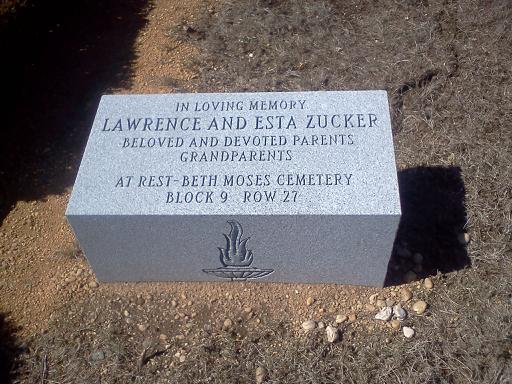 IN LOVING MEMORY
LAWRENCE AND ESTA ZUCKER
BELOVED AND DEVOTED PARENTS
GRANDPARENTS
AT REST-BETH MOSES CEMETERY
BLOCK 9 ROW 27